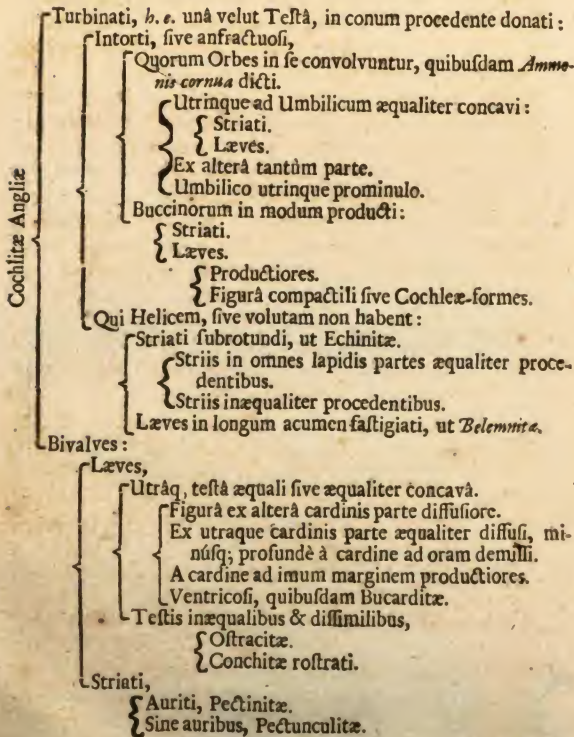 Cochlitæ Angliæ
Turbinati, h. e. unâ velut Teſtâ, in conum procedente donati:
Intorti, ſive anfractuoſi,
Quorum Orbes in ſe convolvuntur, quibuſdam Ammo-
nis cornua dicti.
Utrinque ad Umbilicum æqualiter concavi:
Striati.
Læves.
Ex alterâ tantùm parte.
Umbilico utrinque prominulo.
Buccinorum in modum producti:
Striati.
Læves.
Productiores.
Figurâ compactili ſive Cochleæ-formes.
Qui Helicem, ſive volutam non habent:
Striati ſubrotundi, ut Echinitæ.
Striis in omnes lapidis partes æqualiter proce-
dentibus.
Striis inæqualiter procedentibus.
Læves in longum acumen faſtigiati, ut Belemnitæ.
Bivalves:
Læves,
Utrâq, teſtâ æquali ſive æqualiter concavâ.
Figurâ ex alterâ cardinis parte diffuſiore.
Ex utraque cardinis parte æqualiter diffuſi, mi-
núſq; profundè à cardine ad oram demiſſi.
A cardine ad imum marginem productiores.
Ventricoſi, quibuſdam Bucarditæ.
Teſtis inæqualibus & diſſimilibus,
Oſtracitæ.
Conchitæ roſtrati.
Striati,
Auriti, Pectinitæ.
Sine auribus, Pectunculitæ.